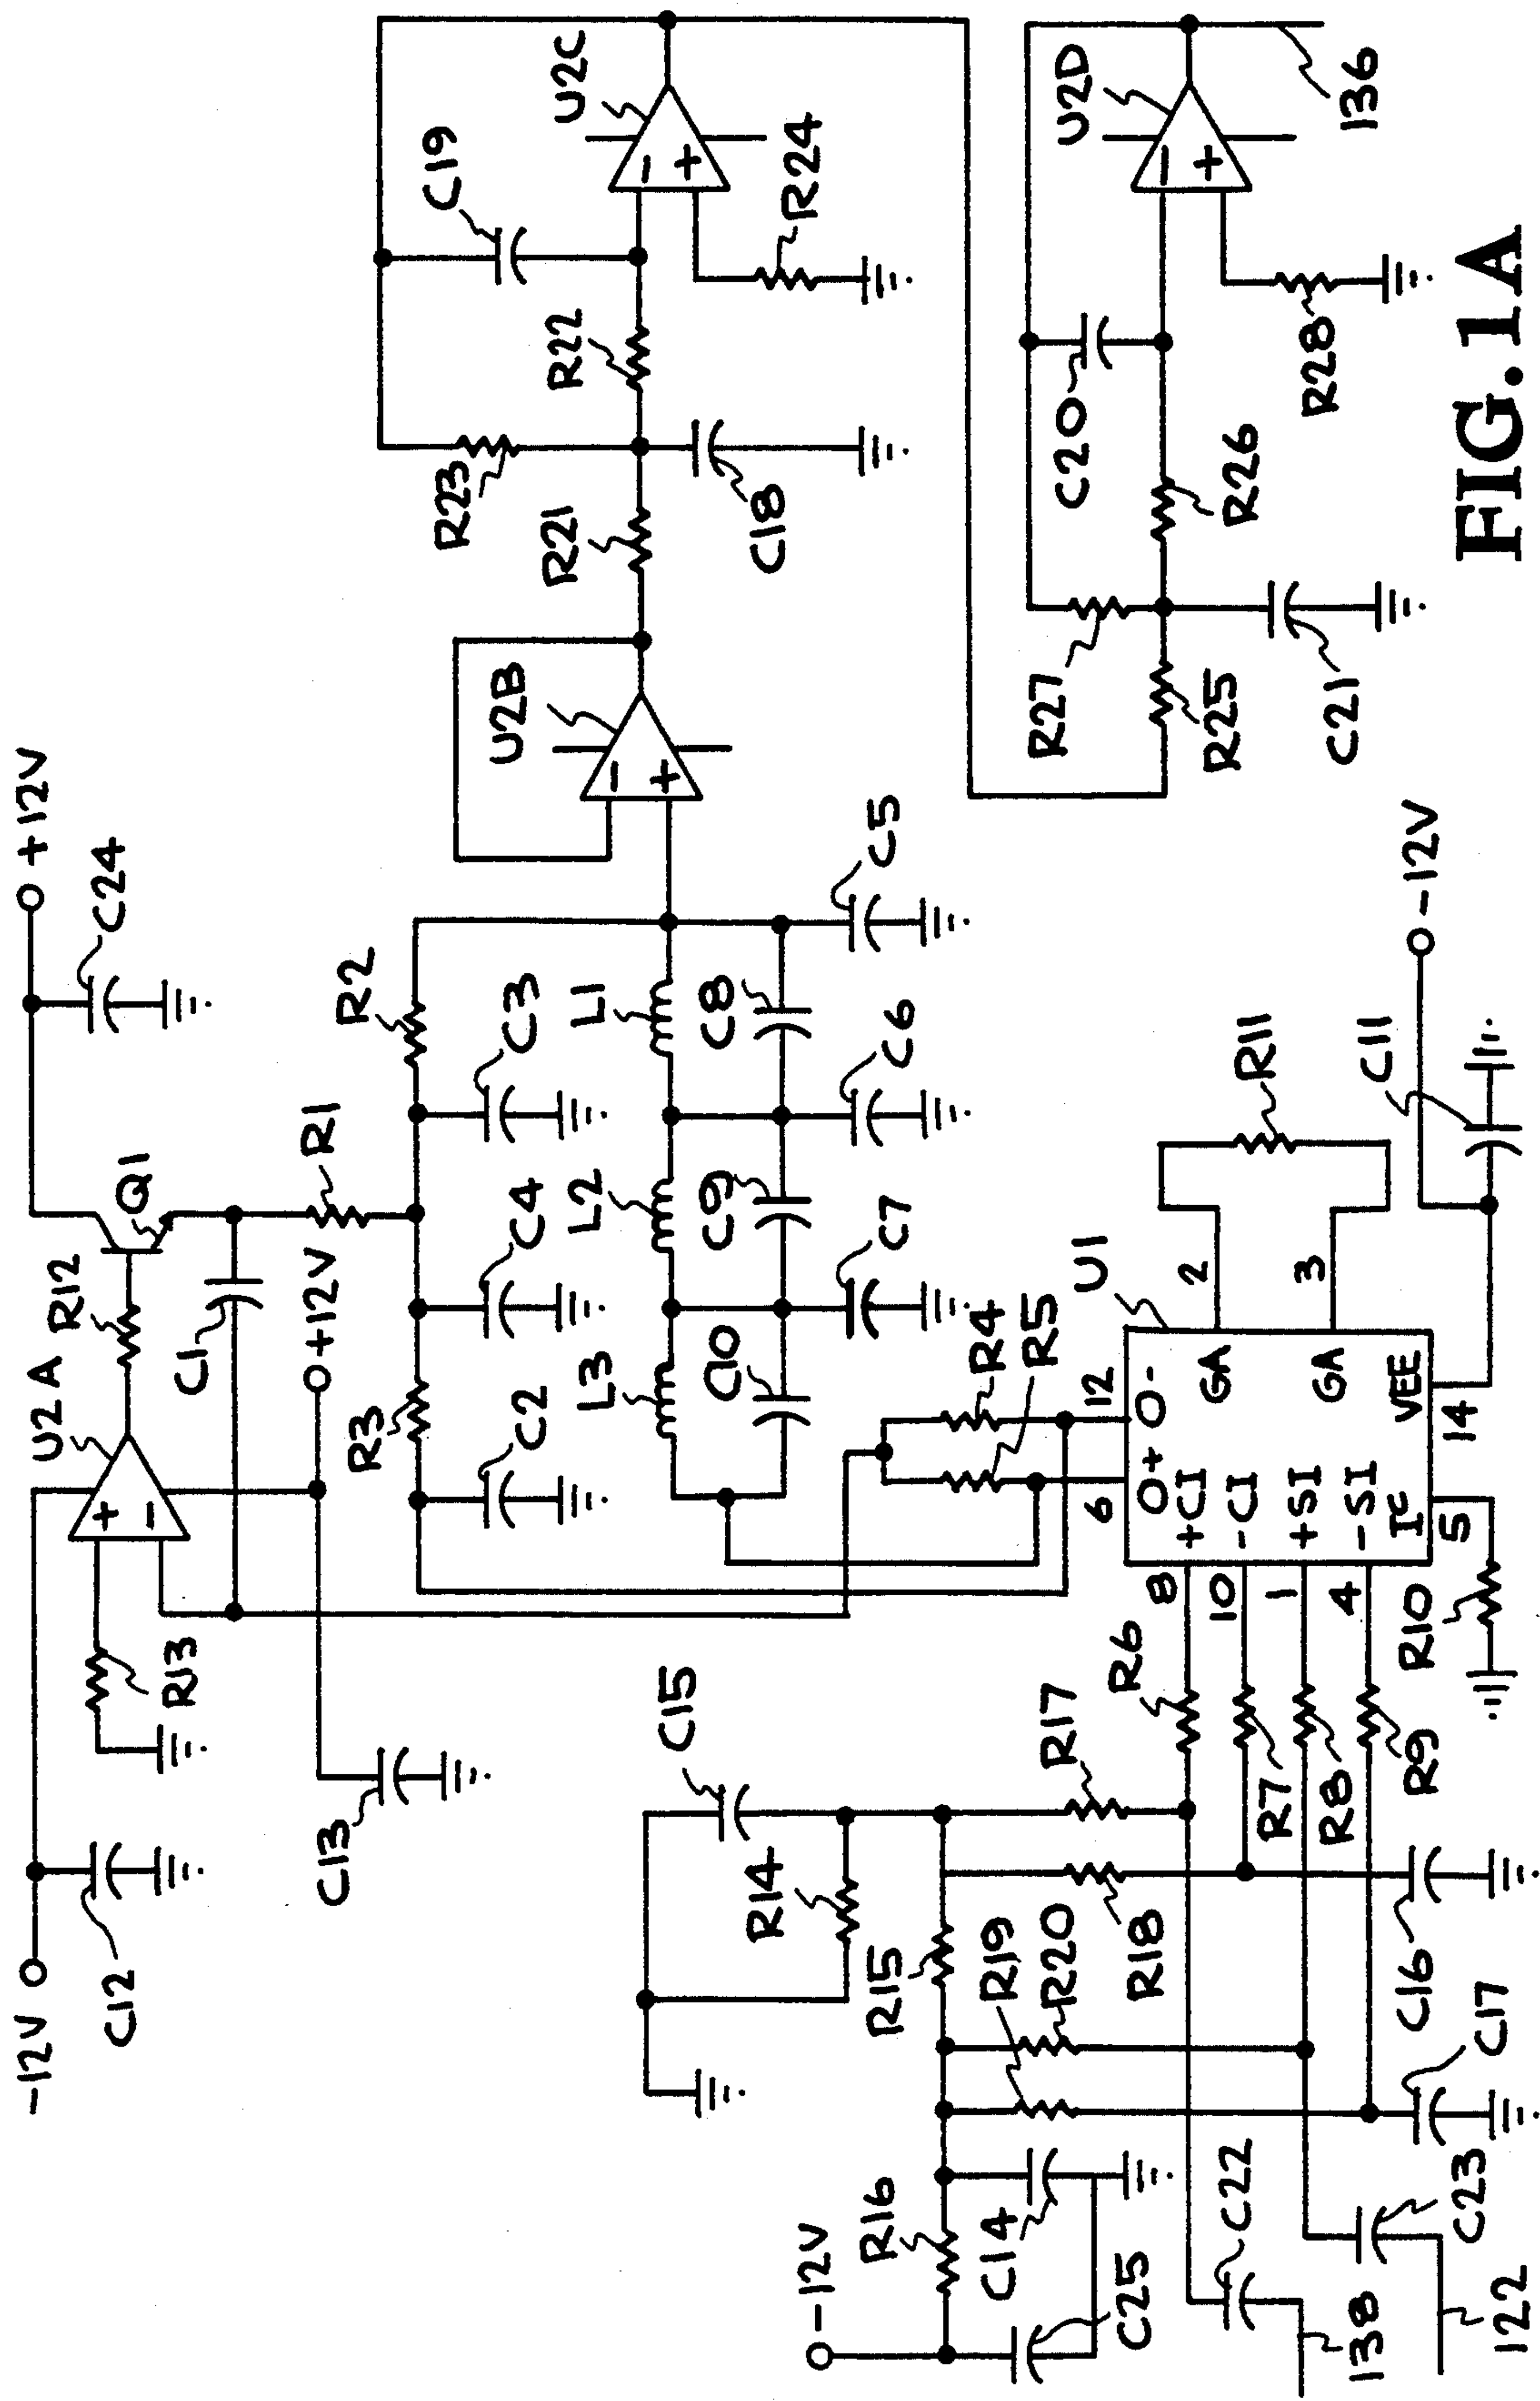 -12V
C12
R13
U2A
R12
Q1
C24
+12V
C13
C1
+12V
R1
R3
R2
C2
C4
C3
L3
L2
L1
C10
C9
C8
C7
C6
C5
U2B
R21
R23
C18
R22
C19
U2C
R24
C15
R14
R15
R17
R16
R19
R20
R18
C14
C25
-12V
R6
R7
R8
R9
R10
C16
C17
C22
C23
138
122
R4
R5
U1
6
12
O+
O-
8
+CI
10
-CI
1
+SI
4
-SI
IC
5
GA
2
GA
3
VEE
14
R11
C11
-12V
R27
R25
C21
C20
R26
R28
U2D
136
FIG.1A